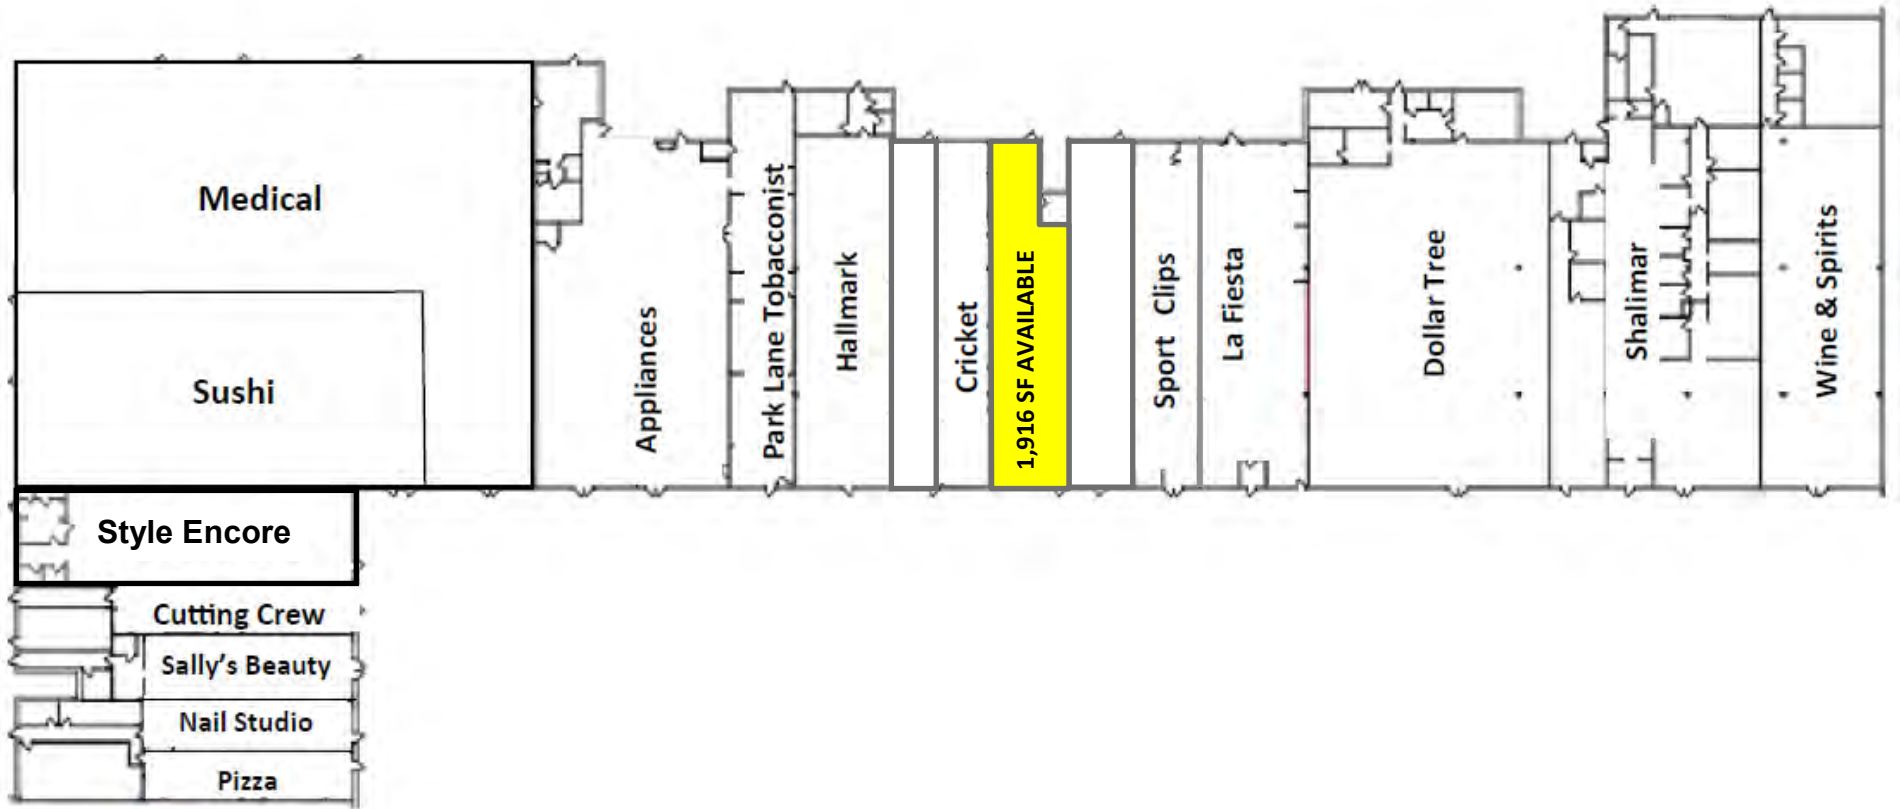 Medical
Sushi
Appliances
Park Lane Tobacconist
Hallmark
Cricket
1,916 SF AVAILABLE
Sport Clips
La Fiesta
Dollar Tree
Shalimar
Wine & Spirits
Style Encore
Cutting Crew
Sally's Beauty
Nail Studio
Pizza